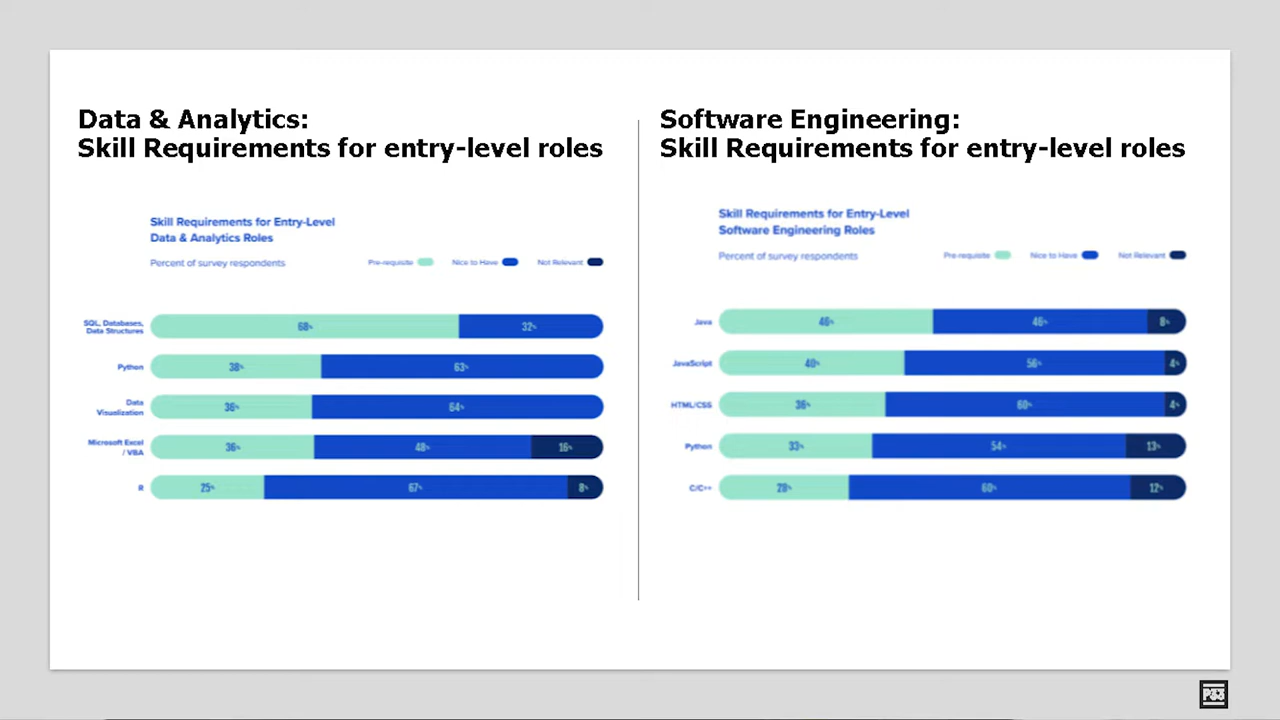 Data & Analytics:
Skill Requirements for entry-level roles
Skill Requirements for Entry-Level
Data & Analytics Roles
Percent of survey respondents
Pre-requisite
Nice to Have
Not Relevant
SQL, Databases,
Data Structures
68%
32%
Python
38%
63%
Data
Visualization
36%
64%
Microsoft Excel
/ VBA
36%
48%
16%
R
25%
67%
8%
Software Engineering:
Skill Requirements for entry-level roles
Skill Requirements for Entry-Level
Software Engineering Roles
Percent of survey respondents
Pre-requisite
Nice to Have
Not Relevant
Java
46%
46%
8%
JavaScript
40%
56%
4%
HTML/CSS
36%
60%
4%
Python
33%
54%
13%
C/C++
28%
60%
12%
P33